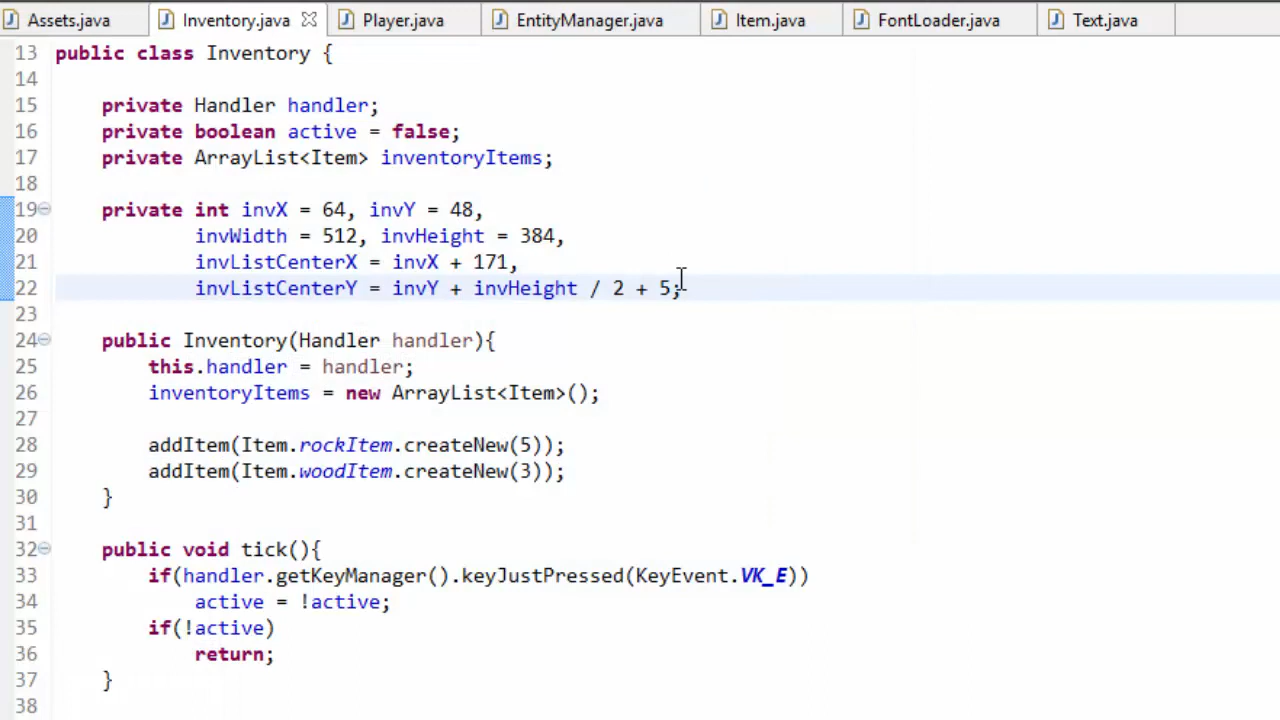 Assets.java Inventory.java Player.java EntityManager.java Item.java FontLoader.java Text.java
13 public class Inventory {
14
15 private Handler handler;
16 private boolean active = false;
17 private ArrayList<Item> inventoryItems;
18
19 private int invX = 64, invY = 48,
20 invWidth = 512, invHeight = 384,
21 invListCenterX = invX + 171,
22 invListCenterY = invY + invHeight / 2 + 5;
23
24 public Inventory(Handler handler){
25 this.handler = handler;
26 inventoryItems = new ArrayList<Item>();
27
28 addItem(Item.rockItem.createNew(5));
29 addItem(Item.woodItem.createNew(3));
30 }
31
32 public void tick(){
33 if(handler.getKeyManager().keyJustPressed(KeyEvent.VK_E))
34 active = !active;
35 if(!active)
36 return;
37 }
38